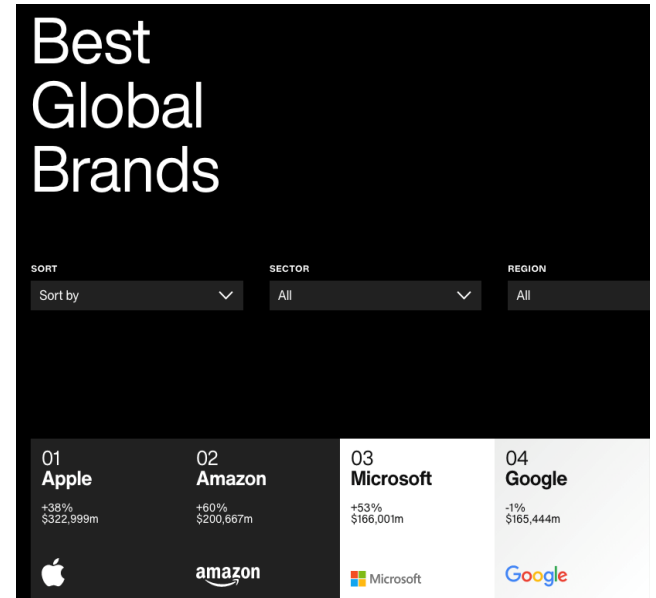 Best
Global
Brands
SORT
SECTOR
REGION
Sort by
All
All
01
Apple
+38%
$322,999m
02
Amazon
+60%
$200,667m
amazon
03
Microsoft
+53%
$166,001m
Microsoft
04
Google
-1%
$165,444m
Google